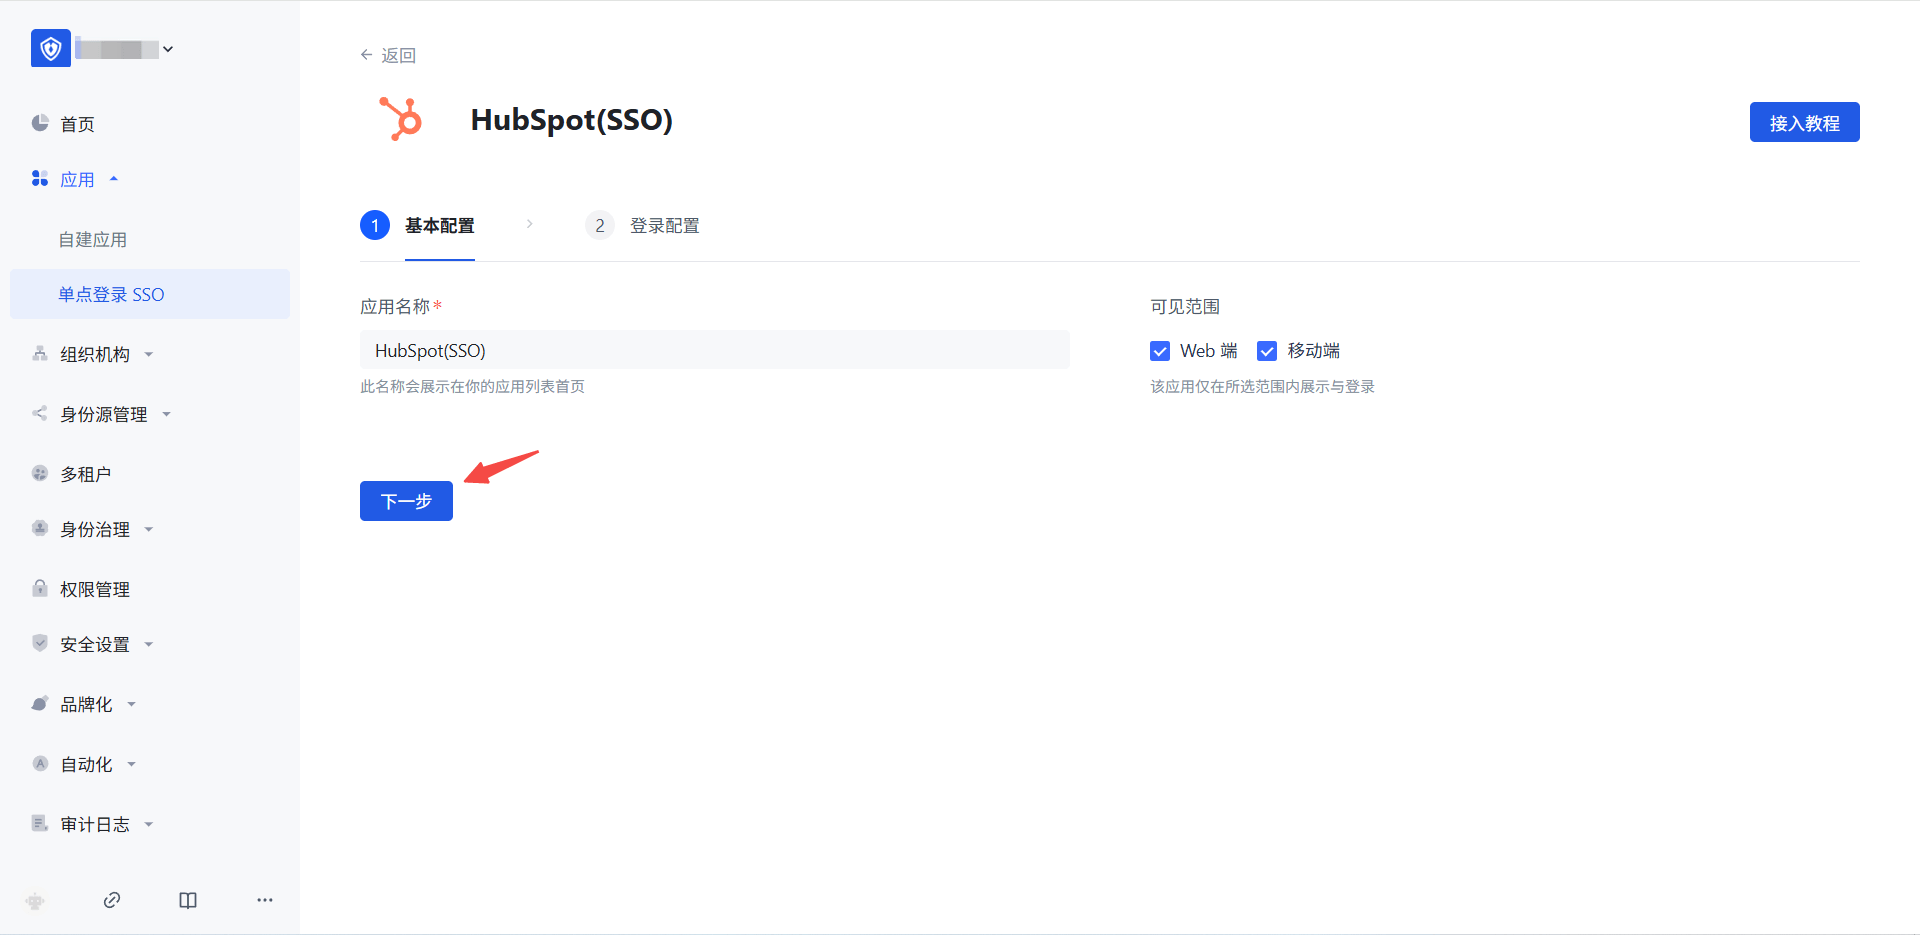 首页
应用
自建应用
单点登录 SSO
组织机构
身份源管理
多租户
身份治理
权限管理
安全设置
品牌化
自动化
审计日志
返回
HubSpot(SSO)
接入教程
1 基本配置
2 登录配置
应用名称*
HubSpot(SSO)
此名称会展示在你的应用列表首页
可见范围
Web 端 移动端
该应用仅在所选范围内展示与登录
下一步